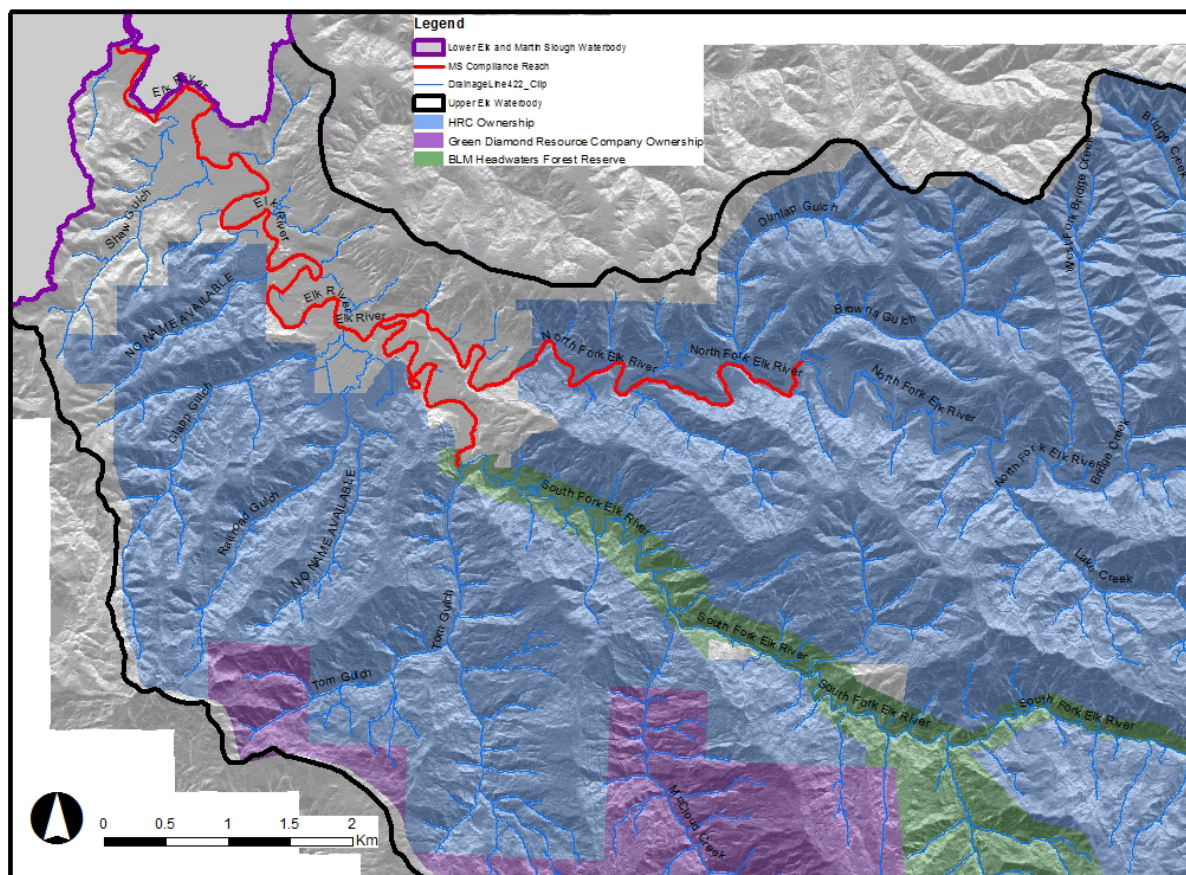 Legend
Lower Elk and Martin Slough Waterbody
MS Compliance Reach
DrainageLine422_Clip
Upper Elk Waterbody
HRC Ownership
Green Diamond Resource Company Ownership
BLM Headwaters Forest Reserve
Elk River
Bridge Creek
Bridge Creek
West Fork Bridge Creek
Dunlap Gulch
Shaw Gulch
Elk River
NO NAME AVAILABLE
Elk River
Elk River
Browns Gulch
North Fork Elk River
North Fork Elk River
North Fork Elk River
Clapp Gulch
North Fork Elk River
Bridge Creek
Railroad Gulch
NO NAME AVAILABLE
South Fork Elk River
Lake Creek
Tom Gulch
South Fork Elk River
Tom Gulch
South Fork Elk River
South Fork Elk River
McCloud Creek
0 0.5 1 1.5 2
Km